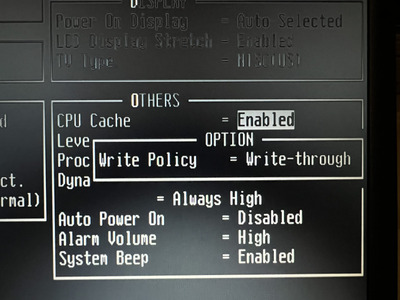 DISPLAY
Power On Display = Auto Selected
LCD Display Stretch = Enabled
TV Type = NTSC(US)
OTHERS
CPU Cache = Enabled
Leve
OPTION
Proc
Write Policy = Write-through
Dyna
ct.
= Always High
rmal)
Auto Power On = Disabled
Alarm Volume = High
System Beep = Enabled